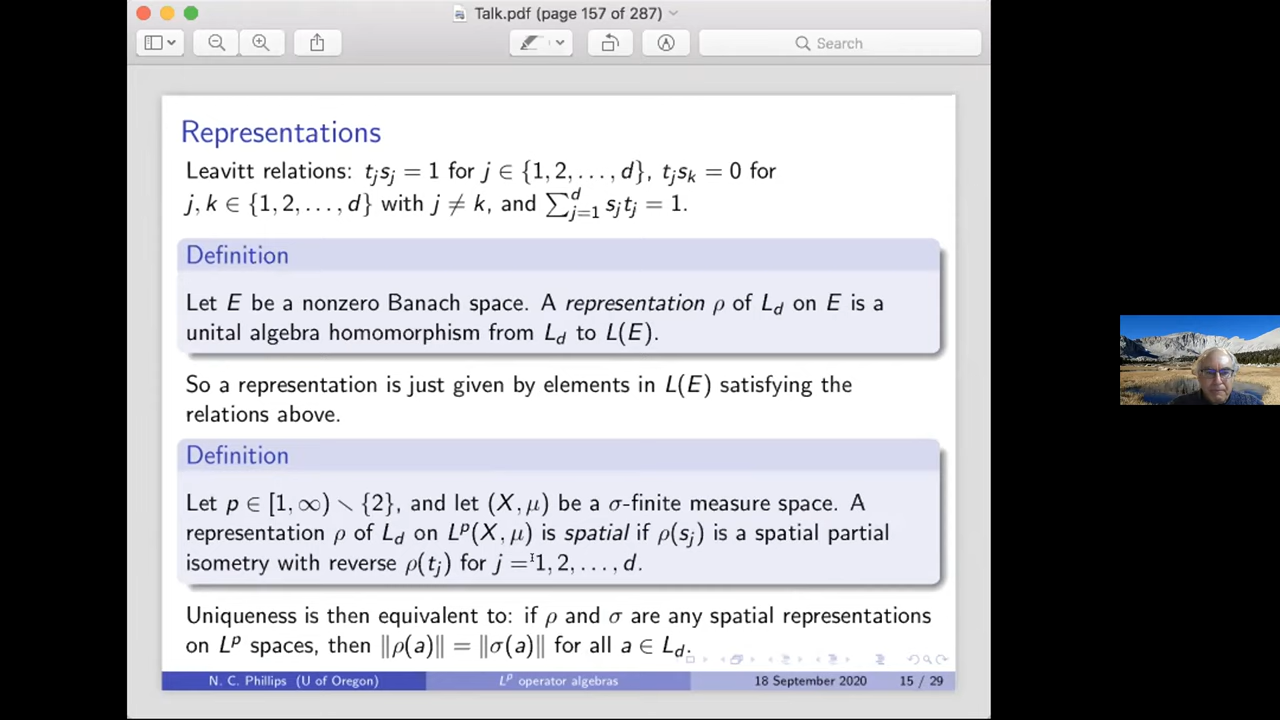 Talk.pdf (page 157 of 287)
Search
Representations
Leavitt relations: t_j s_j = 1 for j ∈ {1, 2, . . . , d}, t_j s_k = 0 for
j, k ∈ {1, 2, . . . , d} with j ≠ k, and ∑_{j=1}^d s_j t_j = 1.
Definition
Let E be a nonzero Banach space. A representation ρ of L_d on E is a
unital algebra homomorphism from L_d to L(E).
So a representation is just given by elements in L(E) satisfying the
relations above.
Definition
Let p ∈ [1, ∞) ∖ {2}, and let (X, μ) be a σ-finite measure space. A
representation ρ of L_d on L^p(X, μ) is spatial if ρ(s_j) is a spatial partial
isometry with reverse ρ(t_j) for j = 1, 2, . . . , d.
Uniqueness is then equivalent to: if ρ and σ are any spatial representations
on L^p spaces, then ‖ρ(a)‖ = ‖σ(a)‖ for all a ∈ L_d.
N. C. Phillips (U of Oregon) L^p operator algebras 18 September 2020 15 / 29